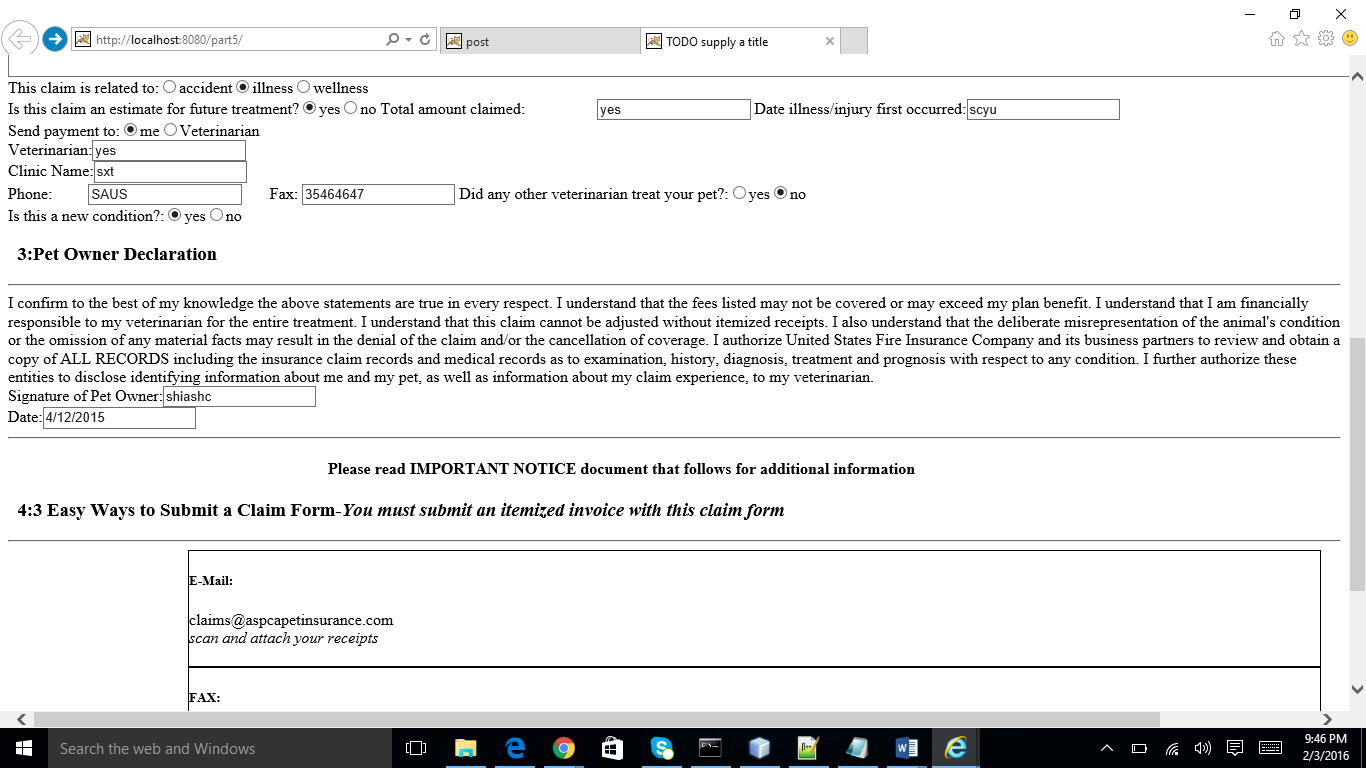 http://localhost:8080/part5/
post
TODO supply a title
This claim is related to: accident illness wellness
Is this claim an estimate for future treatment? yes no Total amount claimed: yes Date illness/injury first occurred: scyu
Send payment to: me Veterinarian
Veterinarian: yes
Clinic Name: sxt
Phone: SAUS Fax: 35464647 Did any other veterinarian treat your pet?: yes no
Is this a new condition?: yes no
3:Pet Owner Declaration
I confirm to the best of my knowledge the above statements are true in every respect. I understand that the fees listed may not be covered or may exceed my plan benefit. I understand that I am financially
responsible to my veterinarian for the entire treatment. I understand that this claim cannot be adjusted without itemized receipts. I also understand that the deliberate misrepresentation of the animal's condition
or the omission of any material facts may result in the denial of the claim and/or the cancellation of coverage. I authorize United States Fire Insurance Company and its business partners to review and obtain a
copy of ALL RECORDS including the insurance claim records and medical records as to examination, history, diagnosis, treatment and prognosis with respect to any condition. I further authorize these
entities to disclose identifying information about me and my pet, as well as information about my claim experience, to my veterinarian.
Signature of Pet Owner: shiashc
Date: 4/12/2015
Please read IMPORTANT NOTICE document that follows for additional information
4:3 Easy Ways to Submit a Claim Form-You must submit an itemized invoice with this claim form
E-Mail:
claims@aspcapetinsurance.com
scan and attach your receipts
FAX:
Search the web and Windows
9:46 PM
2/3/2016